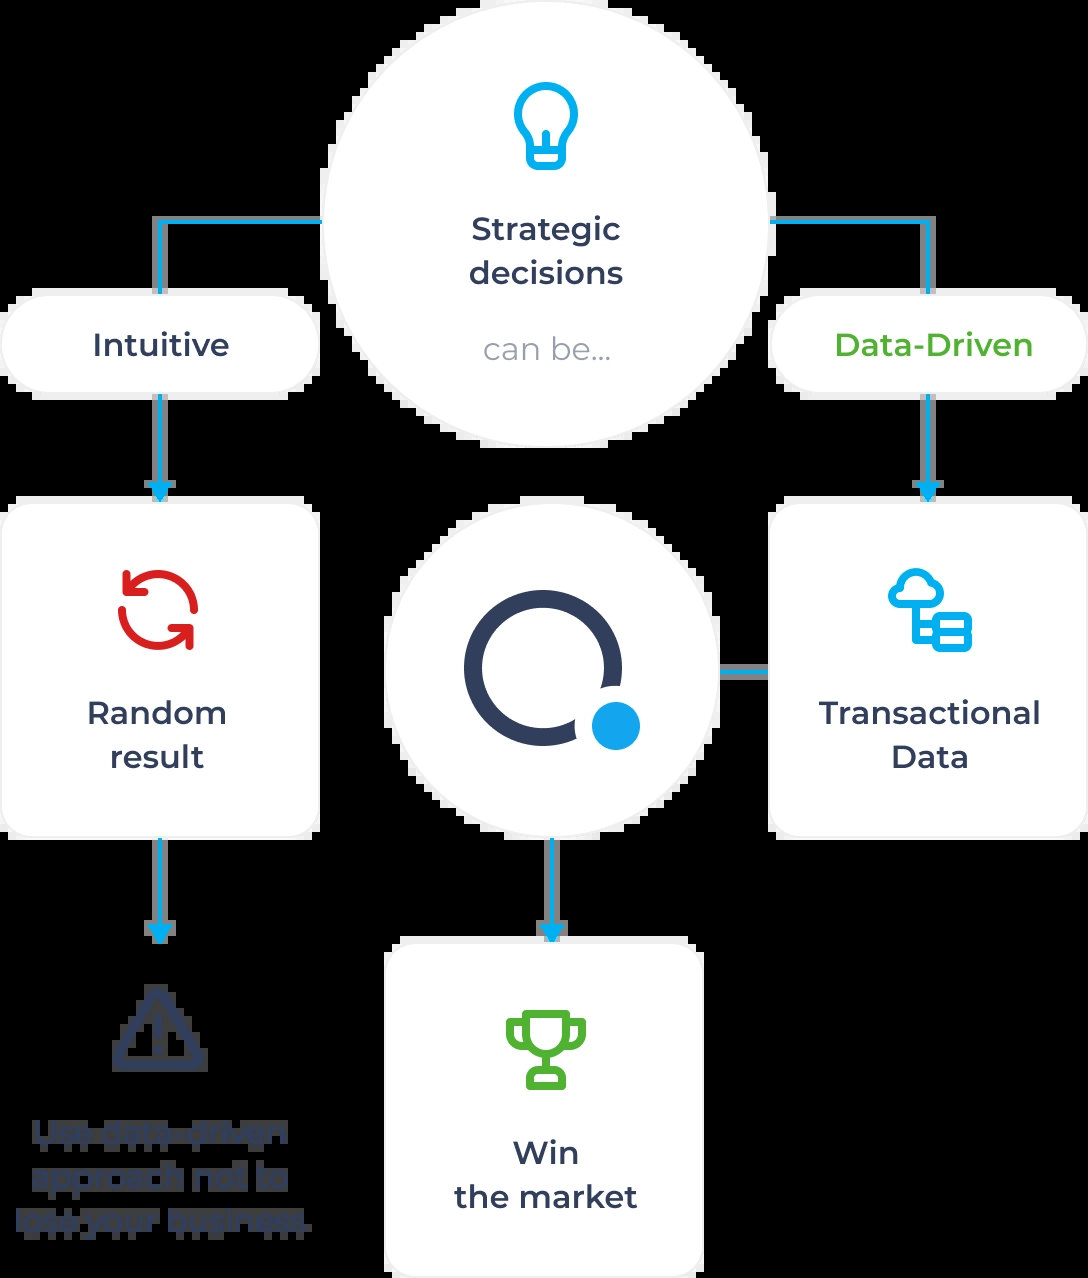 Strategic
decisions
can be...
Intuitive
Data-Driven
Random
result
Transactional
Data
Use data-driven
approach not to
lose your business.
Win
the market